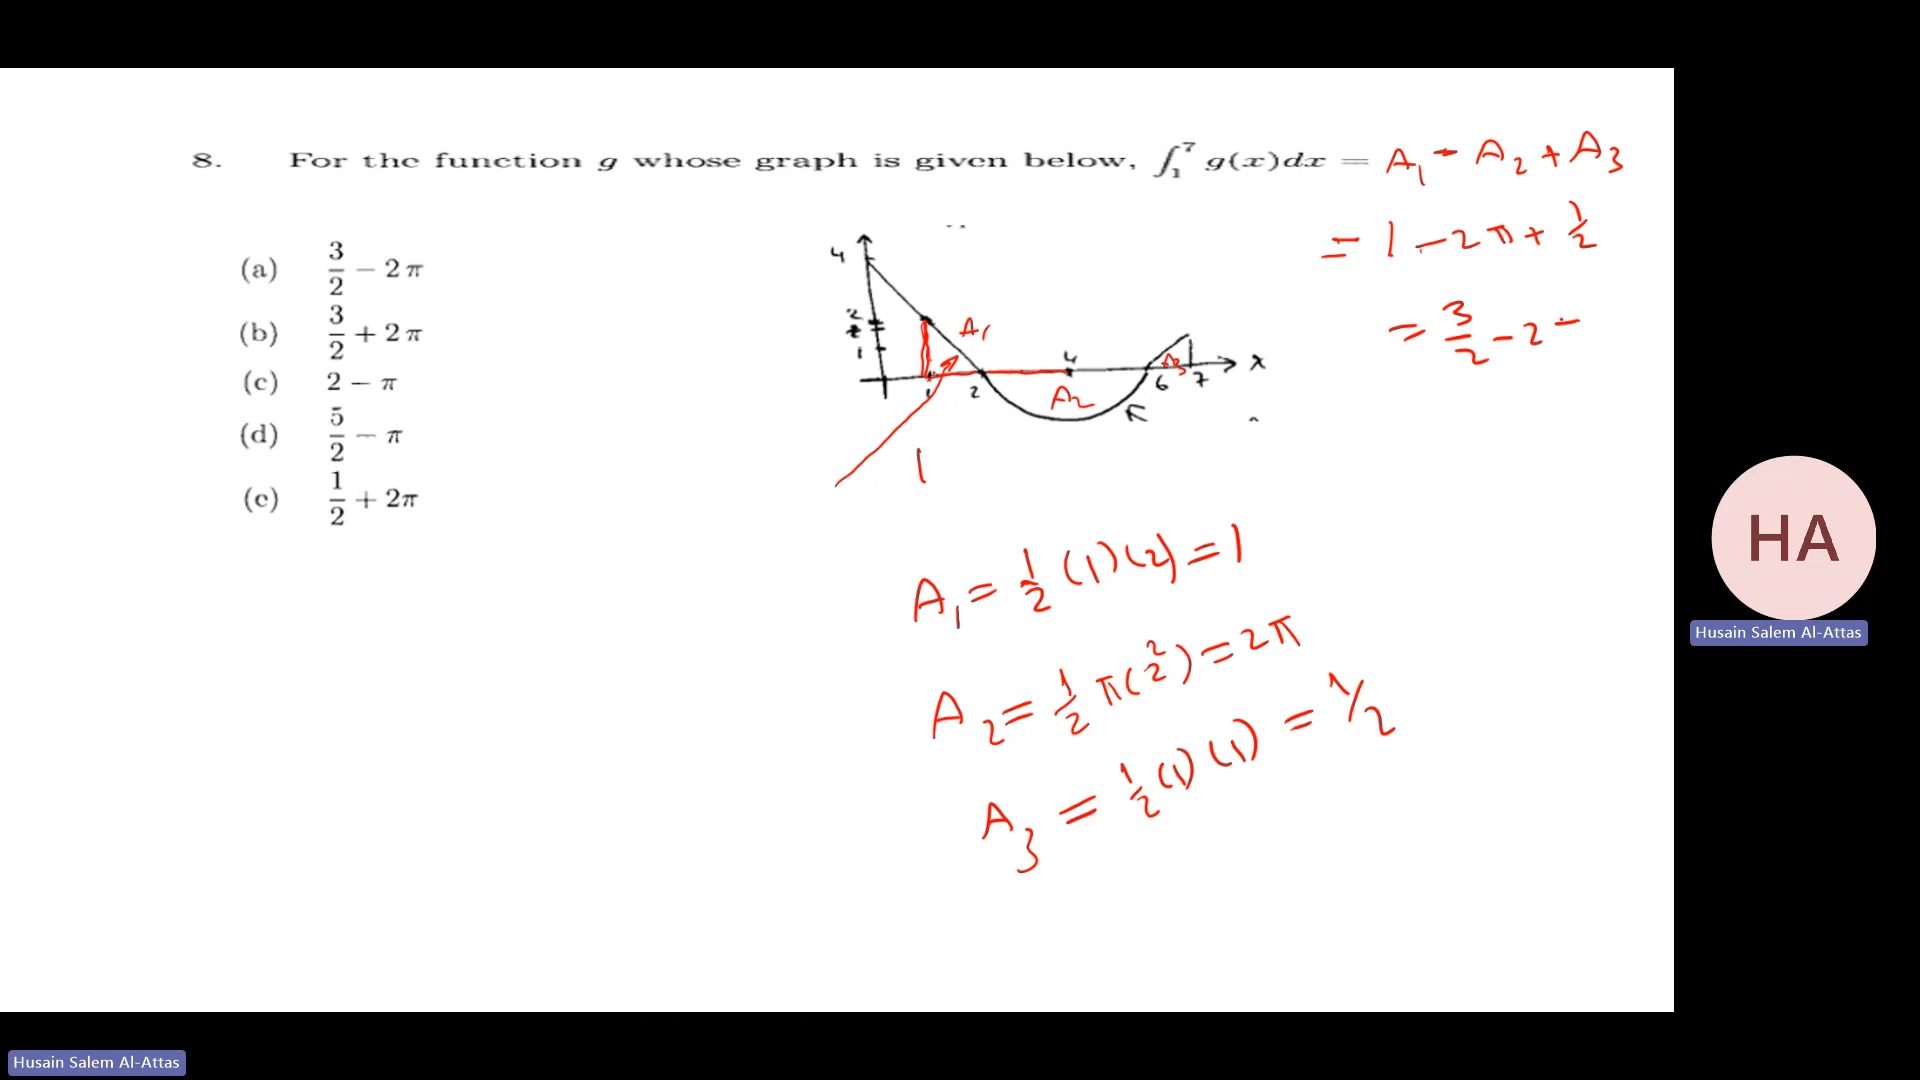 8. For the function g whose graph is given below, ∫₁⁷ g(x)dx = A₁ - A₂ + A₃
= 1 - 2π + 1/2
= 3/2 - 2
(a) 3/2 - 2π
(b) 3/2 + 2π
(c) 2 - π
(d) 5/2 - π
(e) 1/2 + 2π
4
2
1
A₁
4
x
1
2
A₂
6
A₃
7
1
A₁ = 1/2 (1)(2) = 1
A₂ = 1/2 π(2²) = 2π
A₃ = 1/2 (1)(1) = 1/2
HA
Husain Salem Al-Attas
Husain Salem Al-Attas